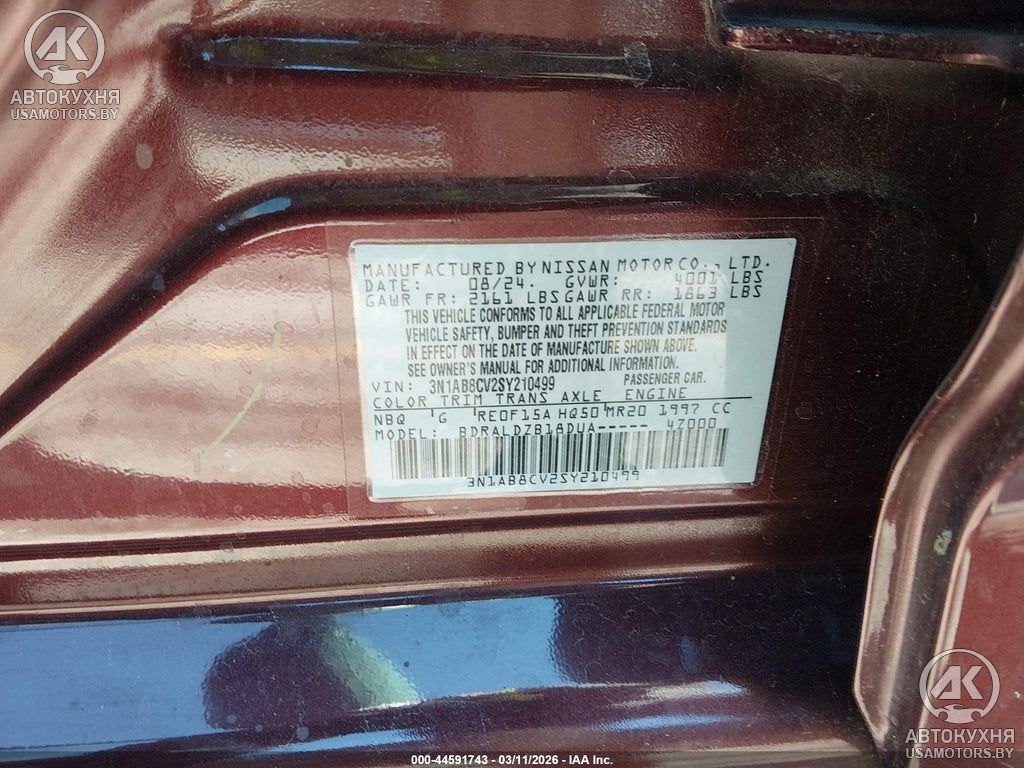 AK
АВТОКУХНЯ
USAMOTORS.BY
MANUFACTURED BY NISSAN MOTOR CO., LTD.
DATE: 08/24. GVWR: 4001 LBS
GAWR FR: 2161 LBS GAWR RR: 1863 LBS
THIS VEHICLE CONFORMS TO ALL APPLICABLE FEDERAL MOTOR
VEHICLE SAFETY, BUMPER AND THEFT PREVENTION STANDARDS
IN EFFECT ON THE DATE OF MANUFACTURE SHOWN ABOVE.
SEE OWNER'S MANUAL FOR ADDITIONAL INFORMATION.
VIN: 3N1AB8CV2SY210499 PASSENGER CAR.
COLOR TRIM TRANS AXLE ENGINE
NBQ G RE0F15A HQ50 MR20 1997 CC
MODEL: BDRALDZB18DUA----- 4Z000
3N1AB8CV2SY210499
AK
АВТОКУХНЯ
USAMOTORS.BY
000-44591743 - 03/11/2026 - IAA Inc.